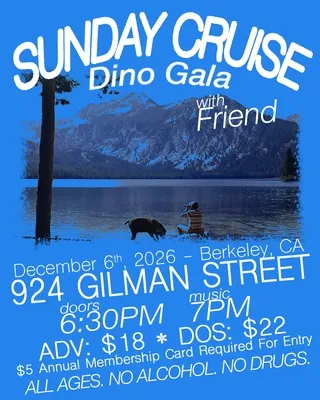 SUNDAY CRUISE
Dino Gala
with
Friend
December 6th, 2026 - Berkeley, CA
924 GILMAN STREET
doors music
6:30PM 7PM
ADV: $18 * DOS: $22
$5 Annual Membership Card Required For Entry
ALL AGES. NO ALCOHOL. NO DRUGS.